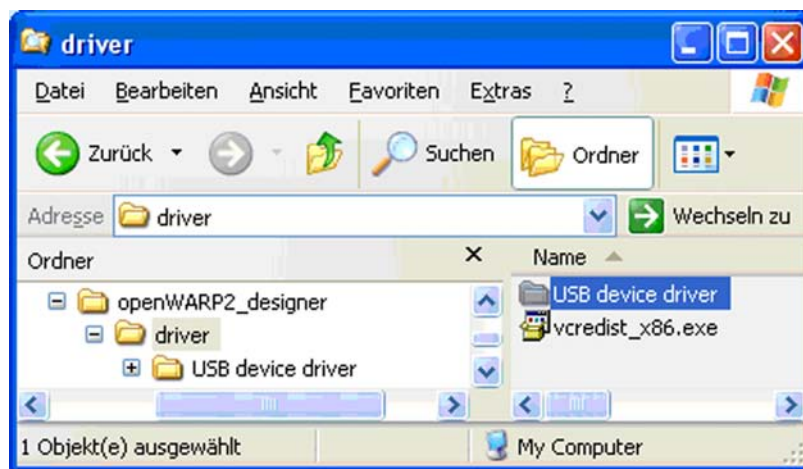 driver
Datei Bearbeiten Ansicht Favoriten Extras ?
Zurück Suchen Ordner
Adresse driver Wechseln zu
Ordner × Name
openWARP2_designer USB device driver
driver vcredist_x86.exe
USB device driver
1 Objekt(e) ausgewählt My Computer